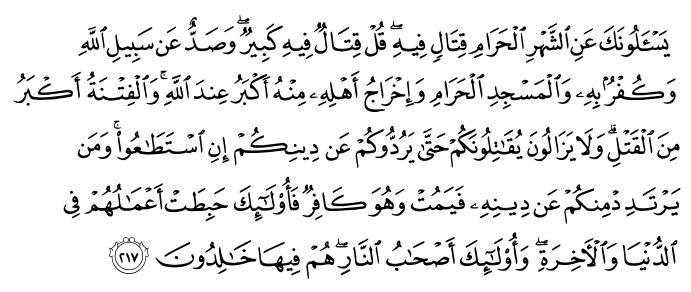 يَسْـَٔلُونَكَ عَنِ ٱلشَّهْرِ ٱلْحَرَامِ قِتَالٍ فِيهِ ۖ قُلْ قِتَالٌ فِيهِ كَبِيرٌ ۖ وَصَدٌّ عَن سَبِيلِ ٱللَّهِ
وَكُفْرٌۢ بِهِۦ وَٱلْمَسْجِدِ ٱلْحَرَامِ وَإِخْرَاجُ أَهْلِهِۦ مِنْهُ أَكْبَرُ عِندَ ٱللَّهِ ۚ وَٱلْفِتْنَةُ أَكْبَرُ
مِنَ ٱلْقَتْلِ ۗ وَلَا يَزَالُونَ يُقَـٰتِلُونَكُمْ حَتَّىٰ يَرُدُّوكُمْ عَن دِينِكُمْ إِنِ ٱسْتَطَـٰعُوا۟ ۚ وَمَن
يَرْتَدِدْ مِنكُمْ عَن دِينِهِۦ فَيَمُتْ وَهُوَ كَافِرٌ فَأُو۟لَـٰٓئِكَ حَبِطَتْ أَعْمَـٰلُهُمْ فِى
ٱلدُّنْيَا وَٱلْـَٔاخِرَةِ ۖ وَأُو۟لَـٰٓئِكَ أَصْحَـٰبُ ٱلنَّارِ ۖ هُمْ فِيهَا خَـٰلِدُونَ ٢١٧